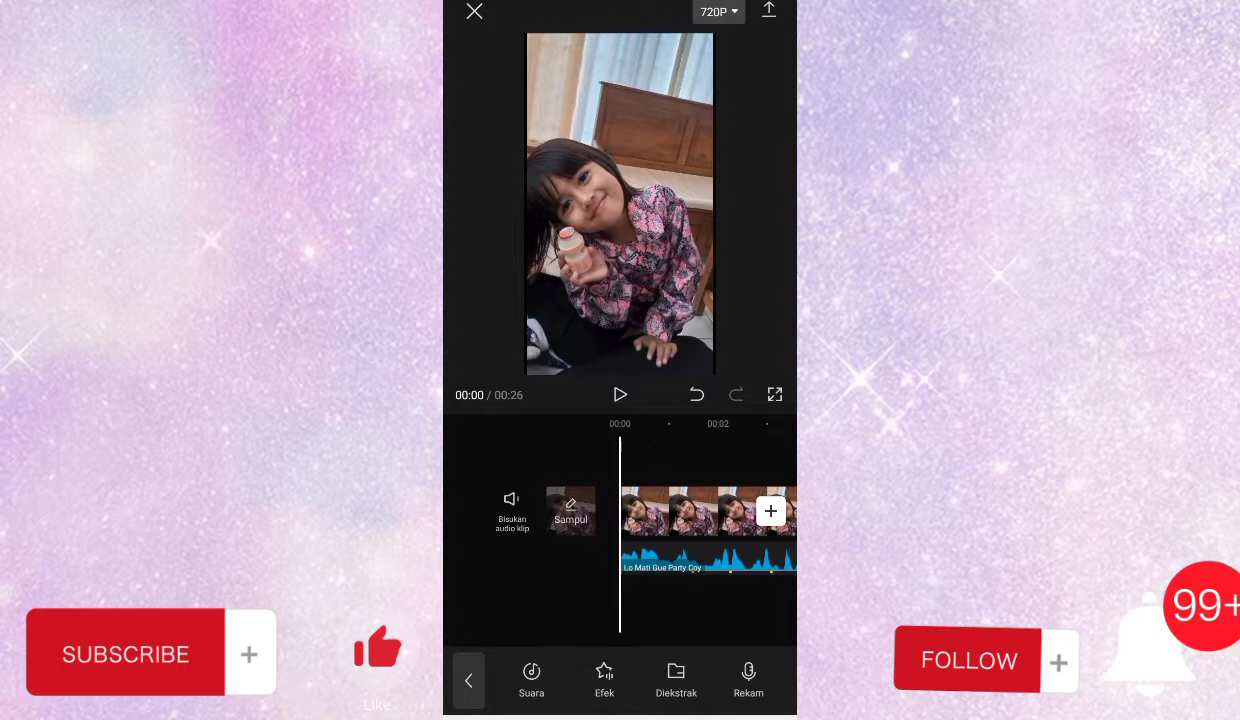 720P
00:00 / 00:26
00:00
00:02
Bisukan
audio klip
Sampul
Lo Mati Gue Party Coy
SUBSCRIBE +
Like
FOLLOW +
99+
Suara
Efek
Diekstrak
Rekam